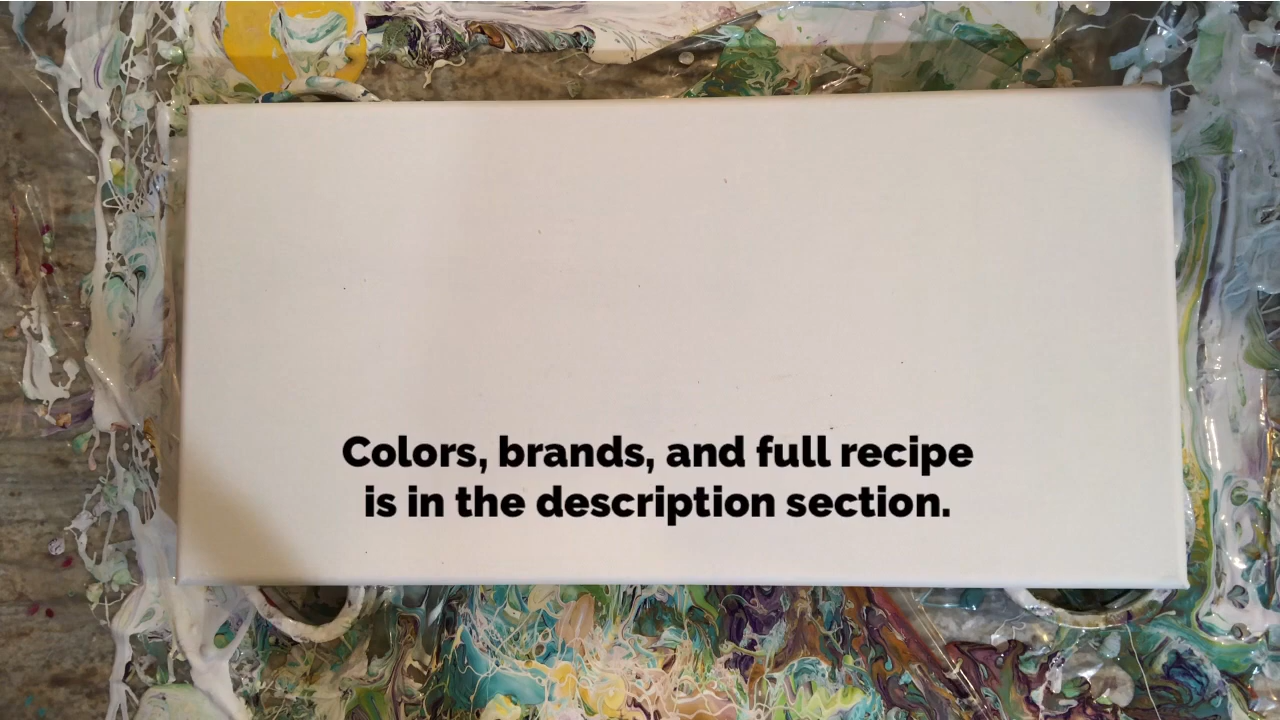 Colors, brands, and full recipe
is in the description section.